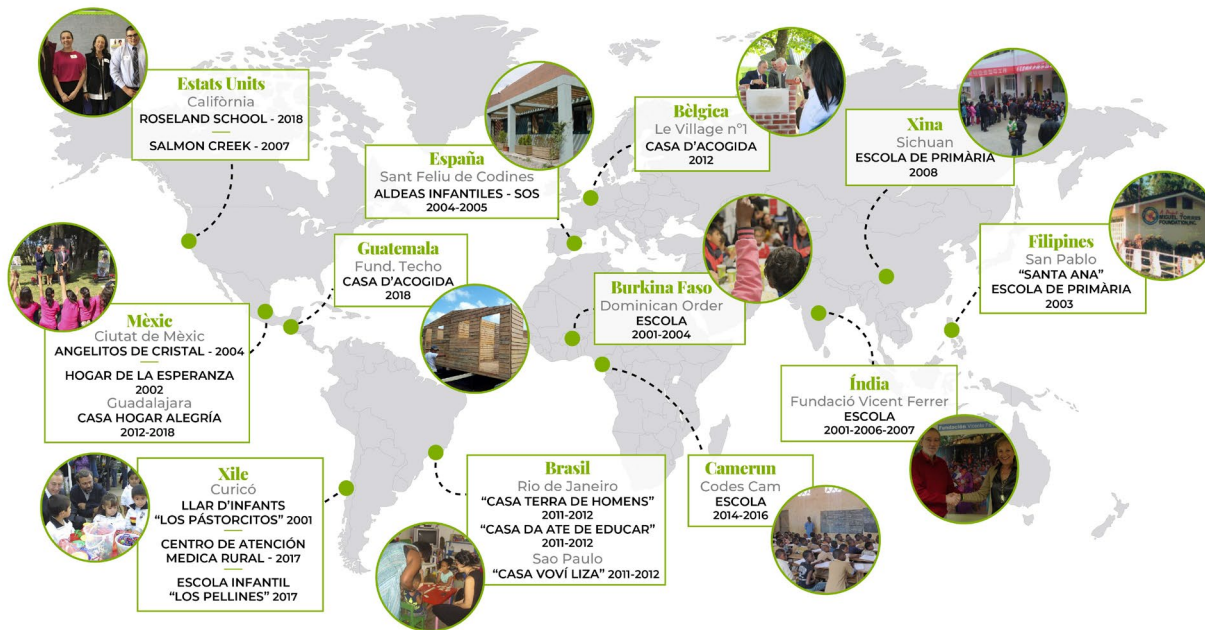 Estats Units
Califòrnia
ROSELAND SCHOOL - 2018
SALMON CREEK - 2007
España
Sant Feliu de Codines
ALDEAS INFANTILES - SOS
2004-2005
Bèlgica
Le Village nº1
CASA D'ACOGIDA
2012
Xina
Sichuan
ESCOLA DE PRIMÀRIA
2008
Filipines
San Pablo
"SANTA ANA"
ESCOLA DE PRIMÀRIA
2003
Guatemala
Fund. Techo
CASA D'ACOGIDA
2018
Burkina Faso
Dominican Order
ESCOLA
2001-2004
Mèxic
Ciutat de Mèxic
ANGELITOS DE CRISTAL - 2004
HOGAR DE LA ESPERANZA
2002
Guadalajara
CASA HOGAR ALEGRÍA
2012-2018
Índia
Fundació Vicent Ferrer
ESCOLA
2001-2006-2007
Xile
Curicó
LLAR D'INFANTS
"LOS PÁSTORCITOS" 2001
CENTRO DE ATENCIÓN
MEDICA RURAL - 2017
ESCOLA INFANTIL
"LOS PELLINES" 2017
Brasil
Rio de Janeiro
"CASA TERRA DE HOMENS"
2011-2012
"CASA DA ATE DE EDUCAR"
2011-2012
Sao Paulo
"CASA VOVÍ LIZA" 2011-2012
Camerun
Codes Cam
ESCOLA
2014-2016
MIGUEL TORRES
FOUNDATION